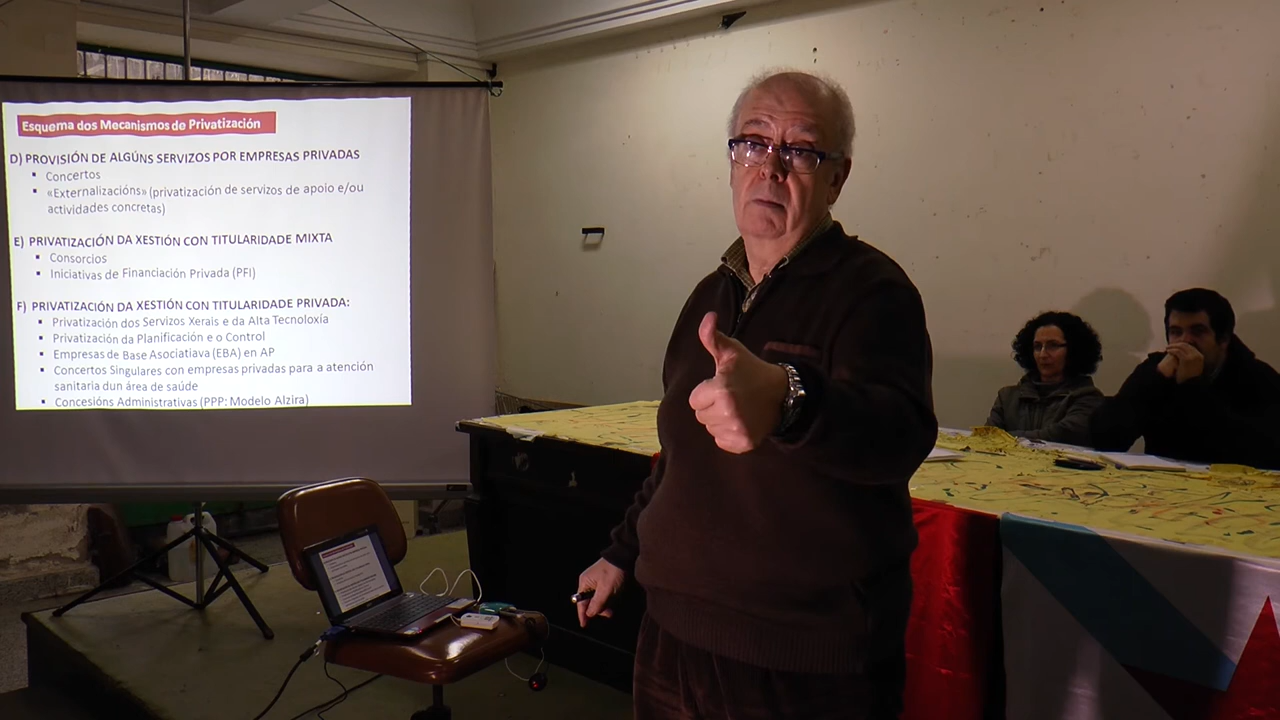 Esquema dos Mecanismos de Privatización
D) PROVISIÓN DE ALGÚNS SERVIZOS POR EMPRESAS PRIVADAS
▪ Concertos
▪ «Externalizacións» (privatización de servizos de apoio e/ou
actividades concretas)
E) PRIVATIZACIÓN DA XESTIÓN CON TITULARIDADE MIXTA
▪ Consorcios
▪ Iniciativas de Financiación Privada (PFI)
F) PRIVATIZACIÓN DA XESTIÓN CON TITULARIDADE PRIVADA:
▪ Privatización dos Servizos Xerais e da Alta Tecnoloxía
▪ Privatización da Planificación e o Control
▪ Empresas de Base Asociatiava (EBA) en AP
▪ Concertos Singulares con empresas privadas para a atención
sanitaria dun área de saúde
▪ Concesións Administrativas (PPP: Modelo Alzira)